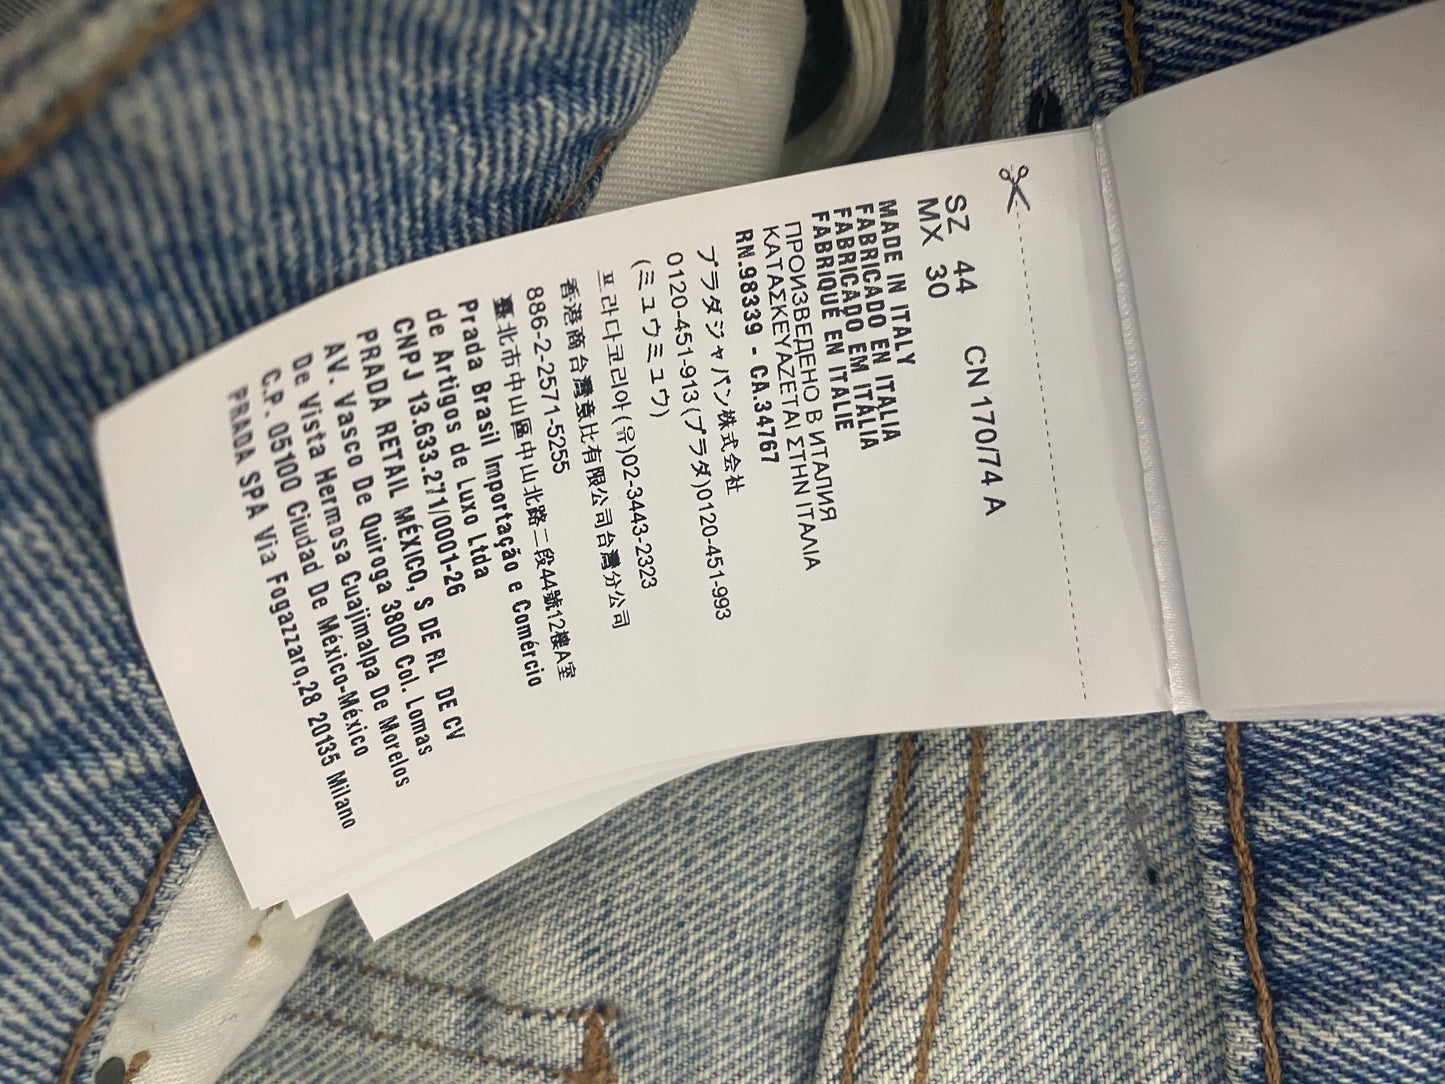 SZ 44 CN 170/74 A
MX 30
MADE IN ITALY
FABRICADO EN ITALIA
FABRICADO EM ITÁLIA
FABRIQUÉ EN ITALIE
ПРОИЗВЕДЕНО В ИТАЛИЯ
ΚΑΤΑΣΚΕΥΑΖΕΤΑΙ ΣΤΗΝ ΙΤΑΛΙΑ
RN.98339 - CA.34767
プラダジャパン株式会社
0120-451-913 (プラダ)0120-451-993
(ミュウミュウ)
프라다코리아(유)02-3443-2323
香港商台灣意比有限公司台灣分公司
886-2-2571-5255
臺北市中山區中山北路二段44號12樓A室
Prada Brasil Importação e Comércio
de Artigos de Luxo Ltda
CNPJ 13.633.271/0001-26
PRADA RETAIL MÉXICO, S DE RL DE CV
AV. Vasco De Quiroga 3800 Col. Lomas
De Vista Hermosa Cuajimalpa De Morelos
C.P. 05100 Ciudad De México-México
PRADA SPA Via Fogazzaro,28 20135 Milano